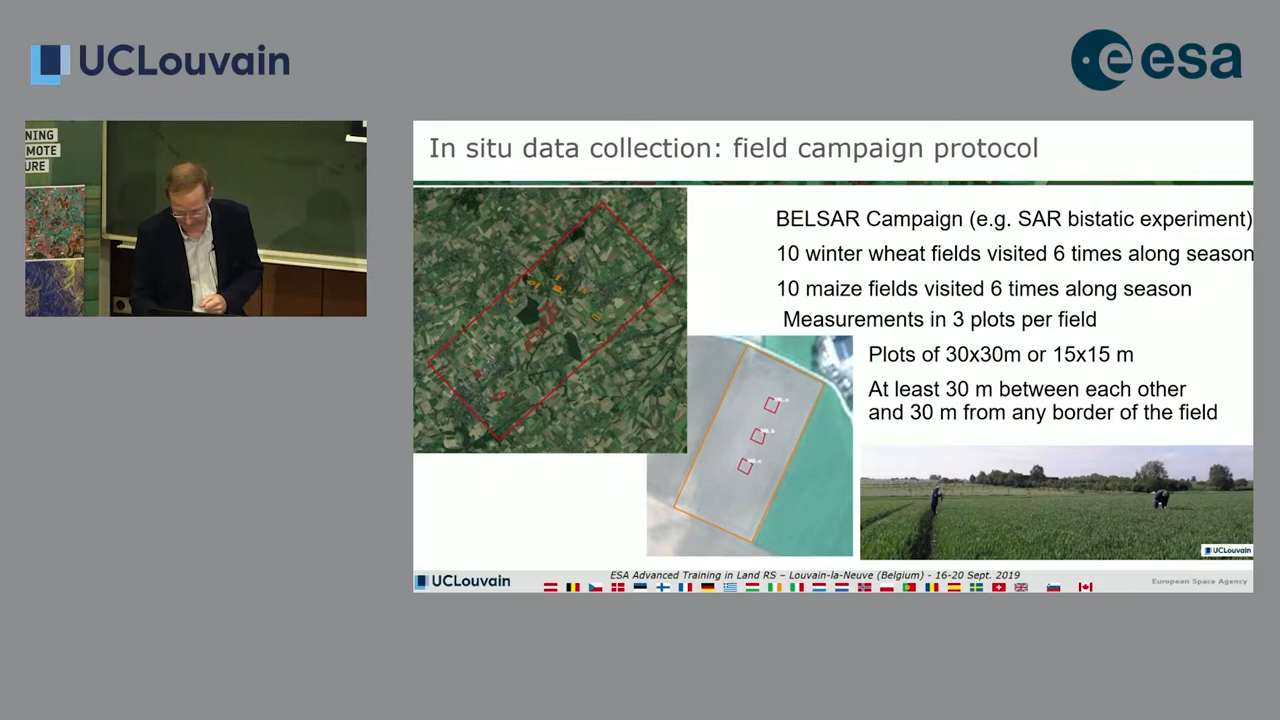 UCLouvain
esa
NING
MOTE
URE
In situ data collection: field campaign protocol
BELSAR Campaign (e.g. SAR bistatic experiment)
10 winter wheat fields visited 6 times along season
10 maize fields visited 6 times along season
Measurements in 3 plots per field
Plots of 30x30m or 15x15 m
At least 30 m between each other
and 30 m from any border of the field
UCLouvain
UCLouvain
ESA Advanced Training in Land RS – Louvain-la-Neuve (Belgium) - 16-20 Sept. 2019
European Space Agency